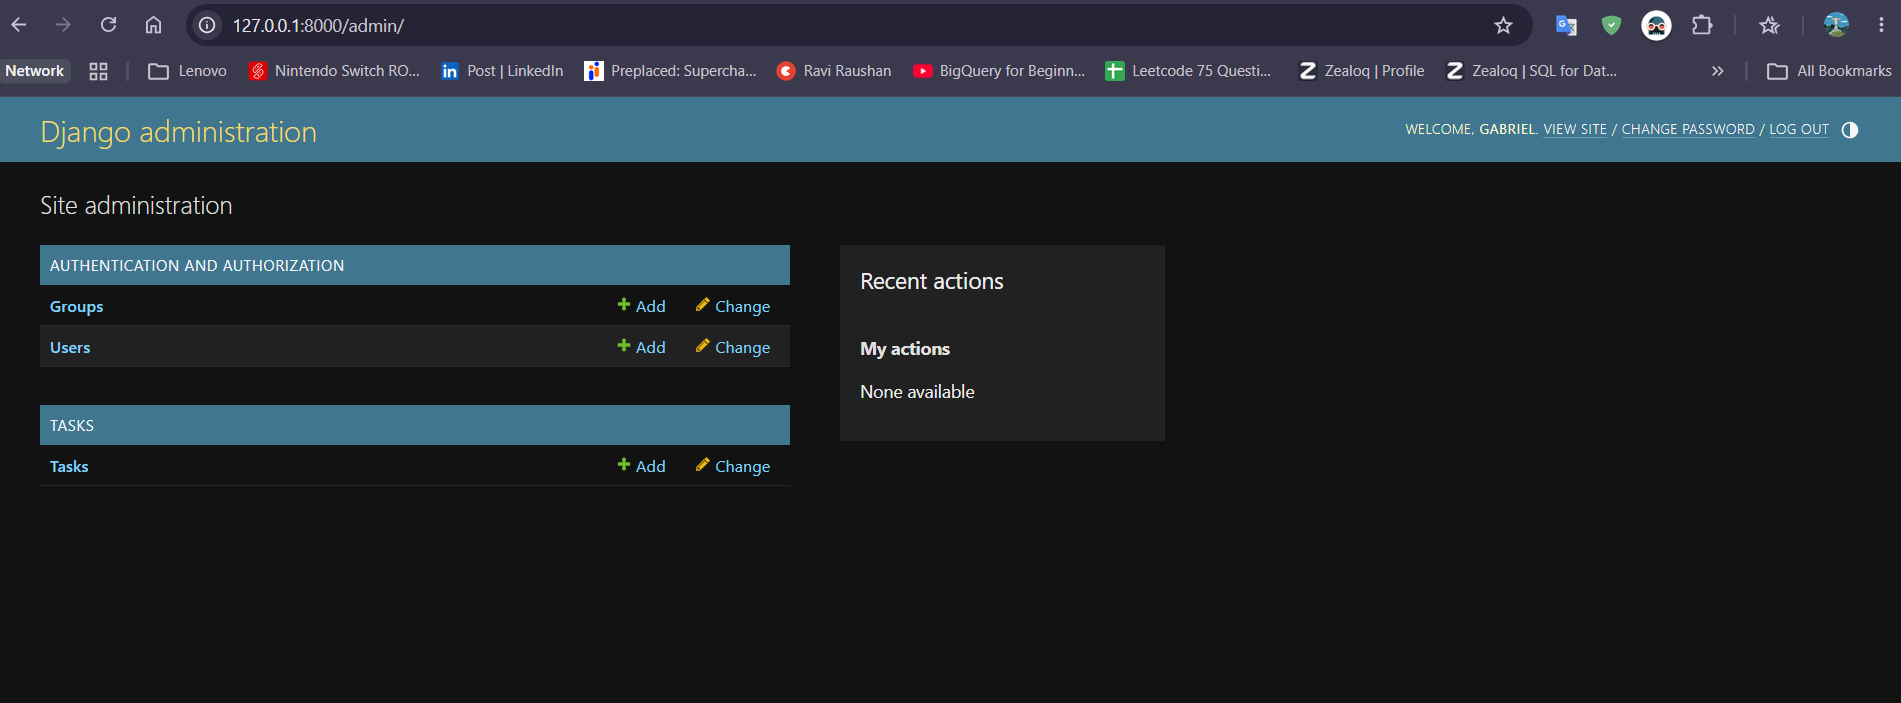 127.0.0.1:8000/admin/
Network Lenovo Nintendo Switch RO... Post | LinkedIn Preplaced: Supercha... Ravi Raushan BigQuery for Beginn... Leetcode 75 Questi... Zealoq | Profile Zealoq | SQL for Dat... » All Bookmarks
Django administration
WELCOME, GABRIEL. VIEW SITE / CHANGE PASSWORD / LOG OUT
Site administration
AUTHENTICATION AND AUTHORIZATION
Groups Add Change
Users Add Change
TASKS
Tasks Add Change
Recent actions
My actions
None available